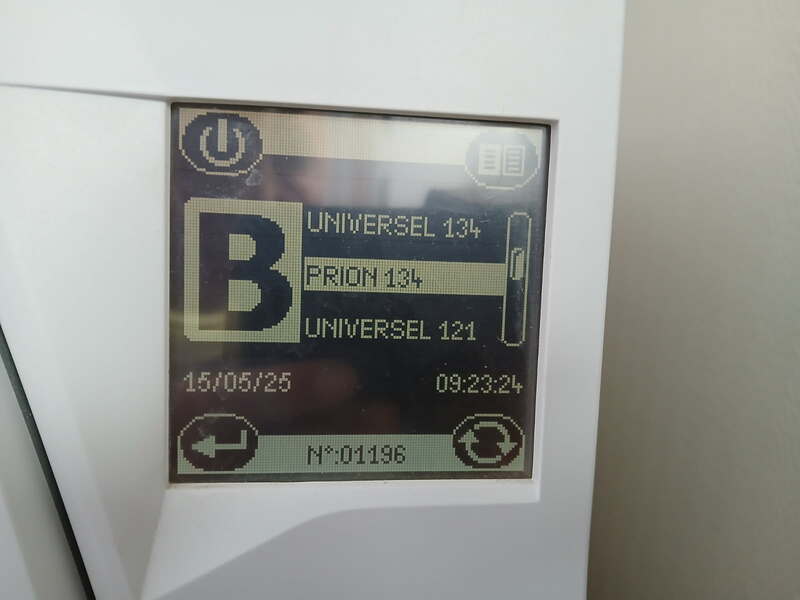 UNIVERSEL 134
B
PRION 134
UNIVERSEL 121
15/05/25 09:23:24
N°:01196